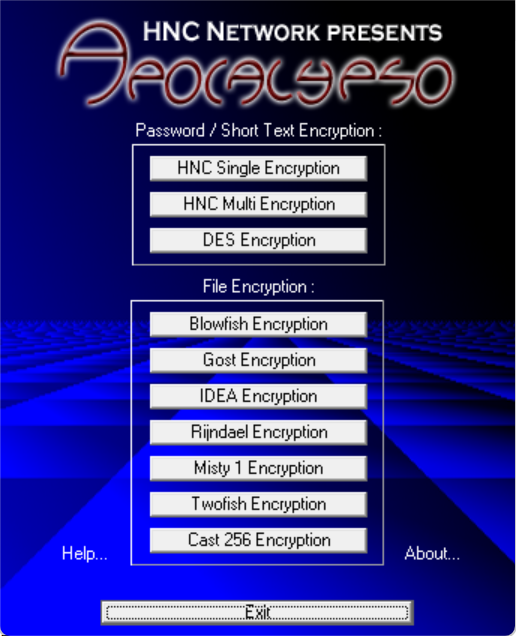 HNC NETWORK PRESENTS
APOCALYPSO
Password / Short Text Encryption :
HNC Single Encryption
HNC Multi Encryption
DES Encryption
File Encryption :
Blowfish Encryption
Gost Encryption
IDEA Encryption
Rijndael Encryption
Misty 1 Encryption
Twofish Encryption
Cast 256 Encryption
Help...
About...
Exit